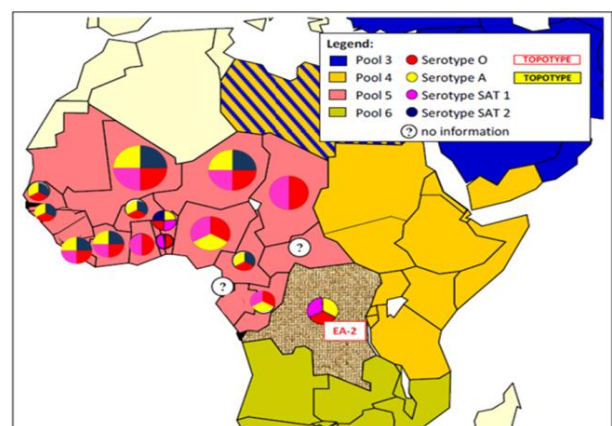 Legend:
Pool 3
Serotype O
TOPOTYPE
Pool 4
Serotype A
TOPOTYPE
Pool 5
Serotype SAT 1
Pool 6
Serotype SAT 2
? no information
?
?
EA-2